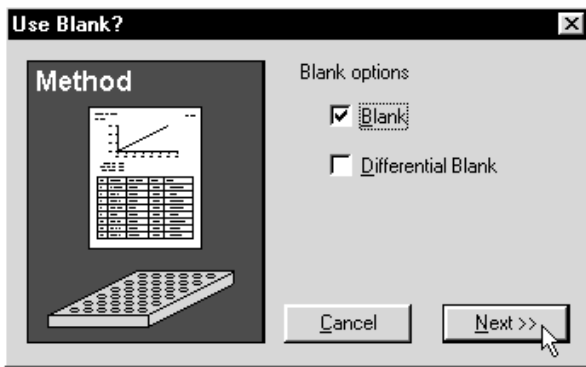 Use Blank?
Method
Blank options
Blank
Differential Blank
Cancel
Next >>